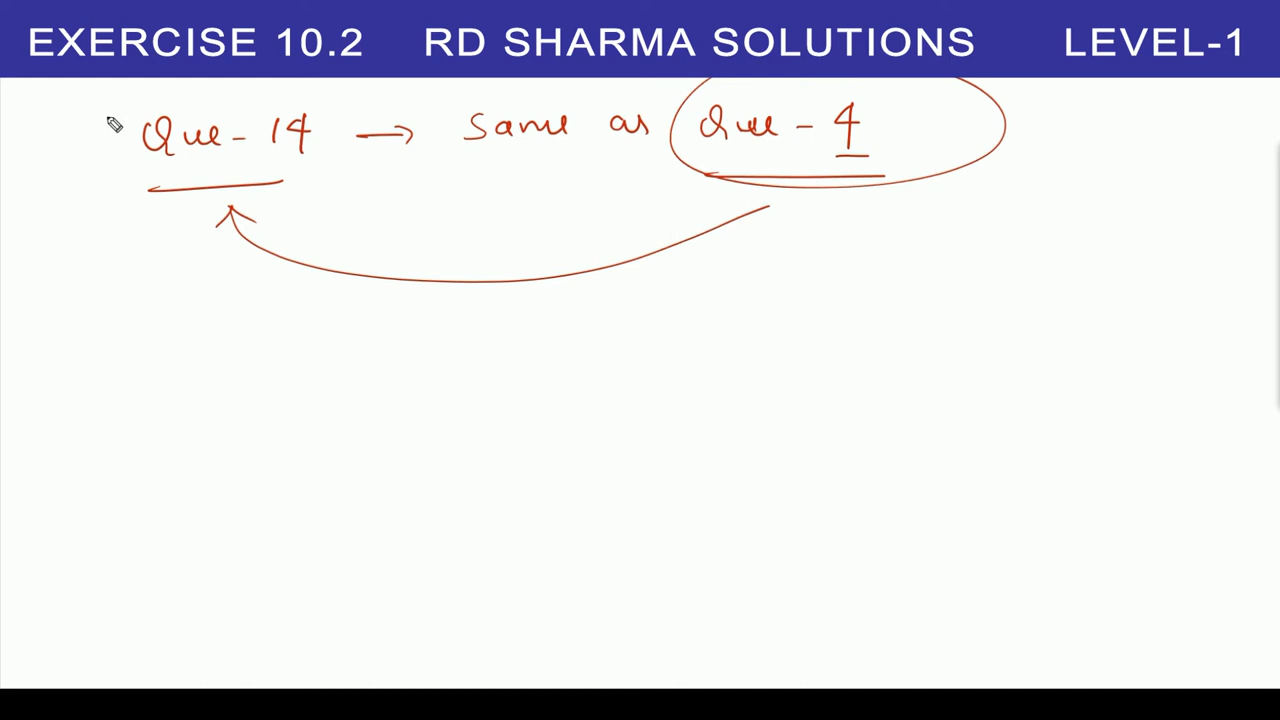 EXERCISE 10.2 RD SHARMA SOLUTIONS LEVEL-1
Que - 14 → Same as Que - 4